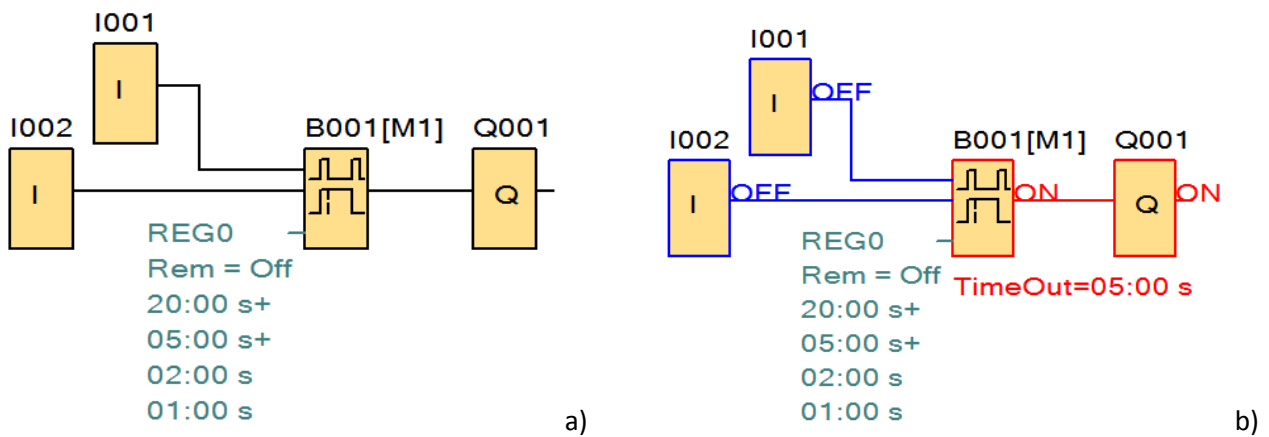 I001
I
I002
I
B001[M1]
Q001
Q
REG0
Rem = Off
20:00 s+
05:00 s+
02:00 s
01:00 s
a)
I001
I
OFF
I002
I
OFF
B001[M1]
ON
Q001
Q
ON
REG0
Rem = Off
TimeOut=05:00 s
20:00 s+
05:00 s+
02:00 s
01:00 s
b)